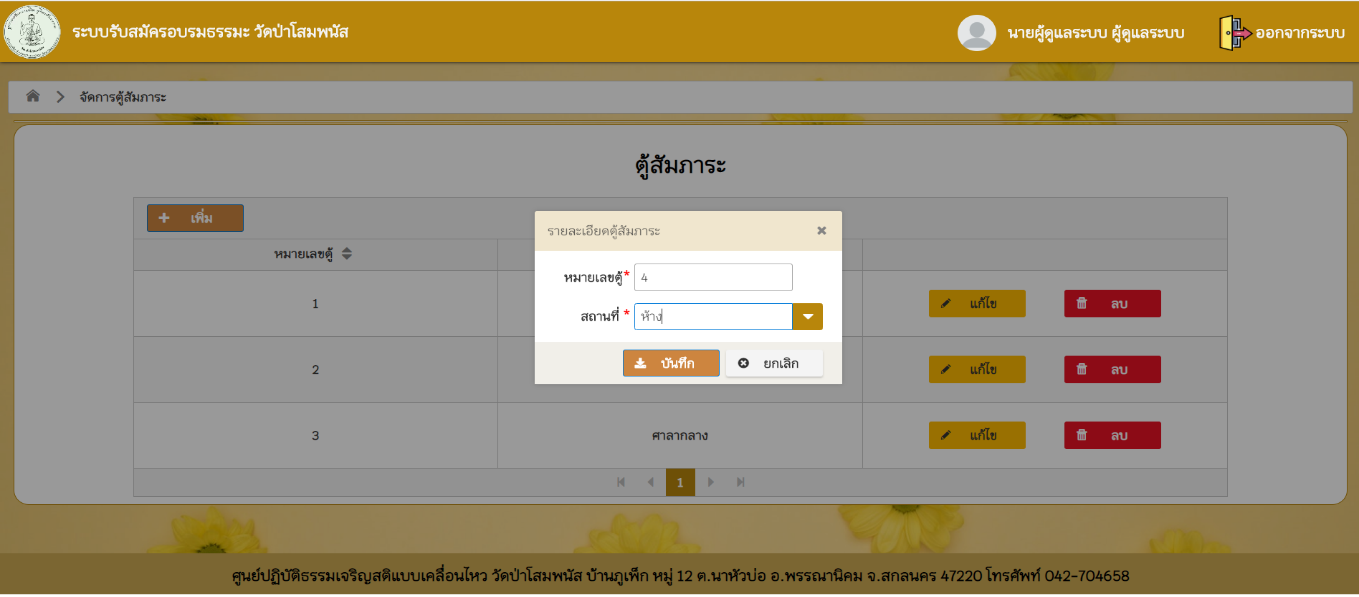 ระบบรับสมัครอบรมธรรมะ วัดป่าโสมพนัส
นายผู้ดูแลระบบ ผู้ดูแลระบบ
ออกจากระบบ
จัดการตู้สัมภาระ
ตู้สัมภาระ
เพิ่ม
หมายเลขตู้
1
แก้ไข
ลบ
2
แก้ไข
ลบ
3
ศาลากลาง
แก้ไข
ลบ
1
รายละเอียดตู้สัมภาระ
หมายเลขตู้*
4
สถานที่ *
ห้าง
บันทึก
ยกเลิก
ศูนย์ปฏิบัติธรรมเจริญสติแบบเคลื่อนไหว วัดป่าโสมพนัส บ้านภูเพ็ก หมู่ 12 ต.นาหัวบ่อ อ.พรรณานิคม จ.สกลนคร 47220 โทรศัพท์ 042-704658